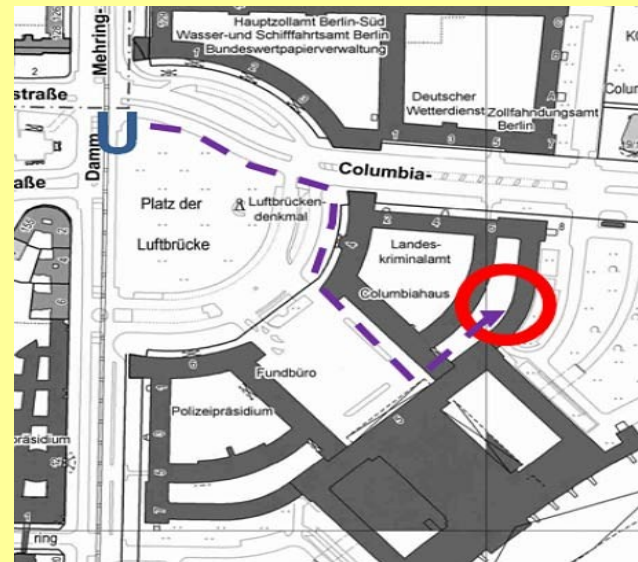 Hauptzollamt Berlin-Süd
Wasser-und Schifffahrtsamt Berlin
Bundeswertpapierverwaltung
Mehring-
Damm
straße
aße
U
Deutscher
Wetterdienst
Zollfahndungsamt
Berlin
Colum
Columbia-
Platz der
Luftbrücke
Luftbrücken-
denkmal
Landes-
kriminalamt
Columbiahaus
Fundbüro
Polizeipräsidium
präsidium
ring